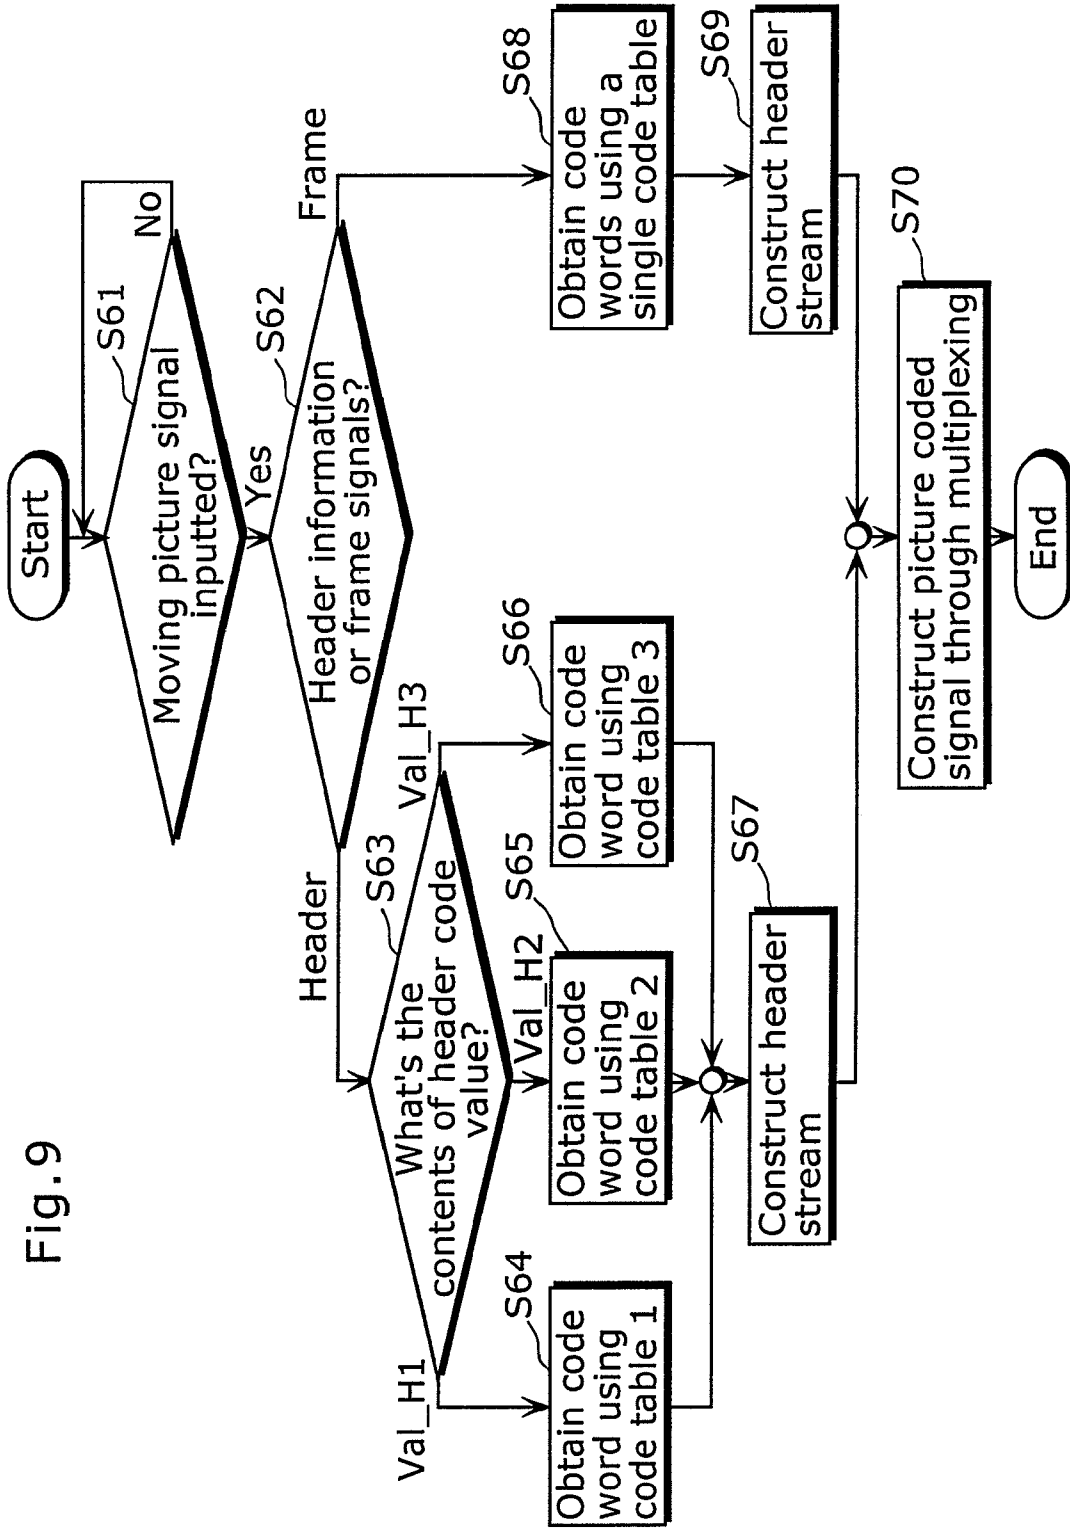 Fig.9
Start
S61
Moving picture signal
inputted?
No
Yes
S62
Header information
or frame signals?
Header
Frame
S63
What's the
contents of header code
value?
Val_H1
Val_H2
Val_H3
S64
Obtain code
word using
code table 1
S65
Obtain code
word using
code table 2
S66
Obtain code
word using
code table 3
S68
Obtain code
words using a
single code table
S67
Construct header
stream
S69
Construct header
stream
S70
Construct picture coded
signal through multiplexing
End